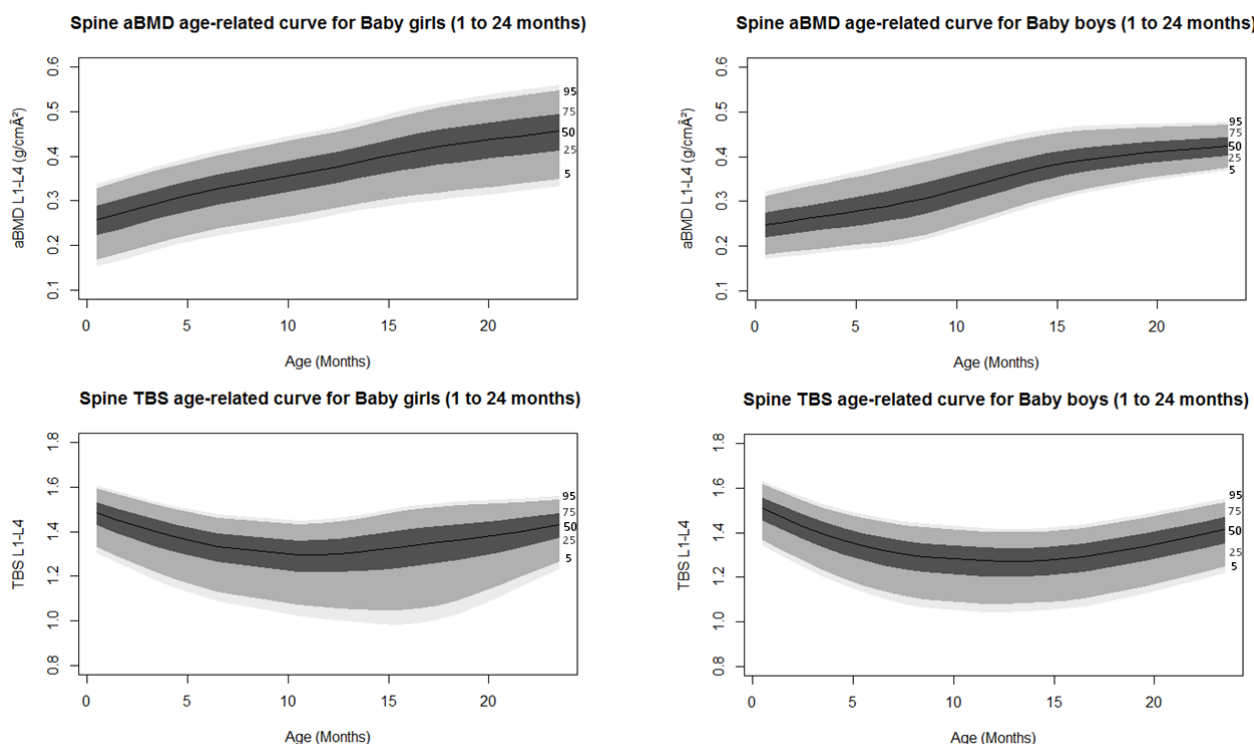 Spine aBMD age-related curve for Baby girls (1 to 24 months)
aBMD L1-L4 (g/cmÂ²)
0.6
0.5
0.4
0.3
0.2
0.1
95
75
50
25
5
0 5 10 15 20
Age (Months)
Spine aBMD age-related curve for Baby boys (1 to 24 months)
aBMD L1-L4 (g/cmÂ²)
0.6
0.5
0.4
0.3
0.2
0.1
95
75
50
25
5
0 5 10 15 20
Age (Months)
Spine TBS age-related curve for Baby girls (1 to 24 months)
TBS L1-L4
1.8
1.6
1.4
1.2
1.0
0.8
95
75
50
25
5
0 5 10 15 20
Age (Months)
Spine TBS age-related curve for Baby boys (1 to 24 months)
TBS L1-L4
1.8
1.6
1.4
1.2
1.0
0.8
95
75
50
25
5
0 5 10 15 20
Age (Months)